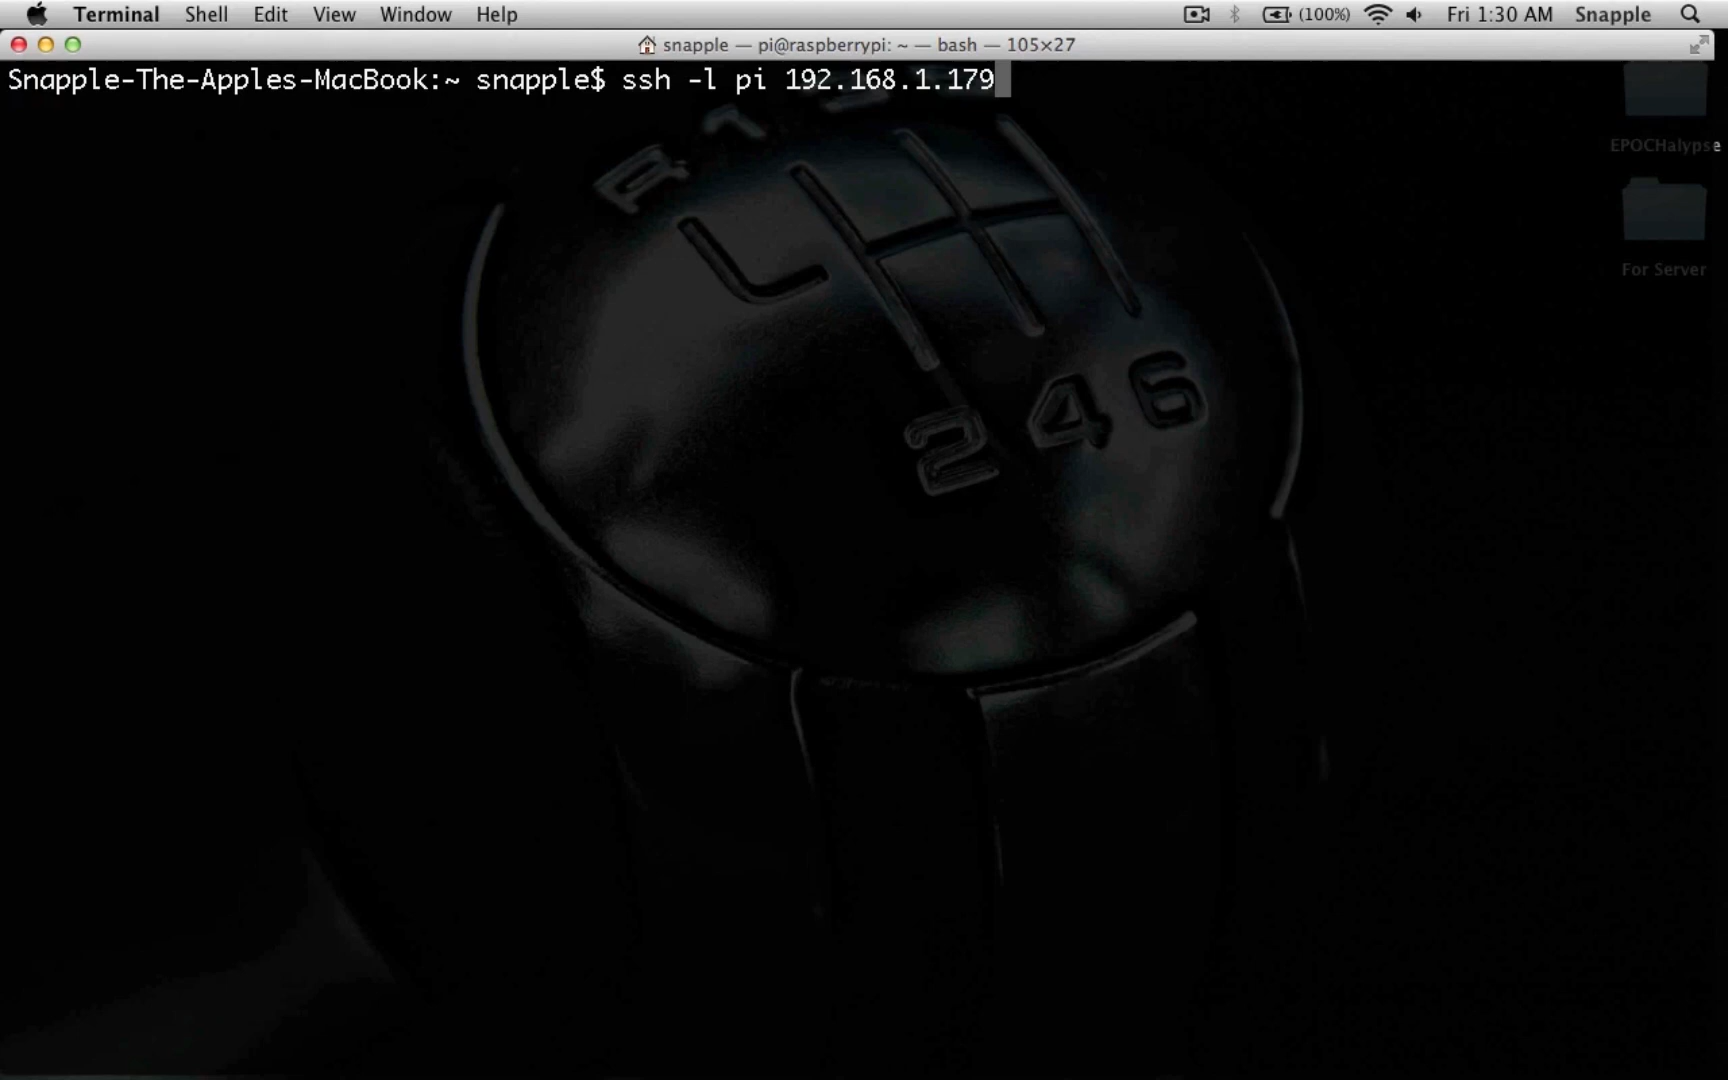 Terminal Shell Edit View Window Help (100%) Fri 1:30 AM Snapple
snapple — pi@raspberrypi: ~ — bash — 105×27
Snapple-The-Apples-MacBook:~ snapple$ ssh -l pi 192.168.1.179
EPOCHalypse
For Server
R
2 4 6